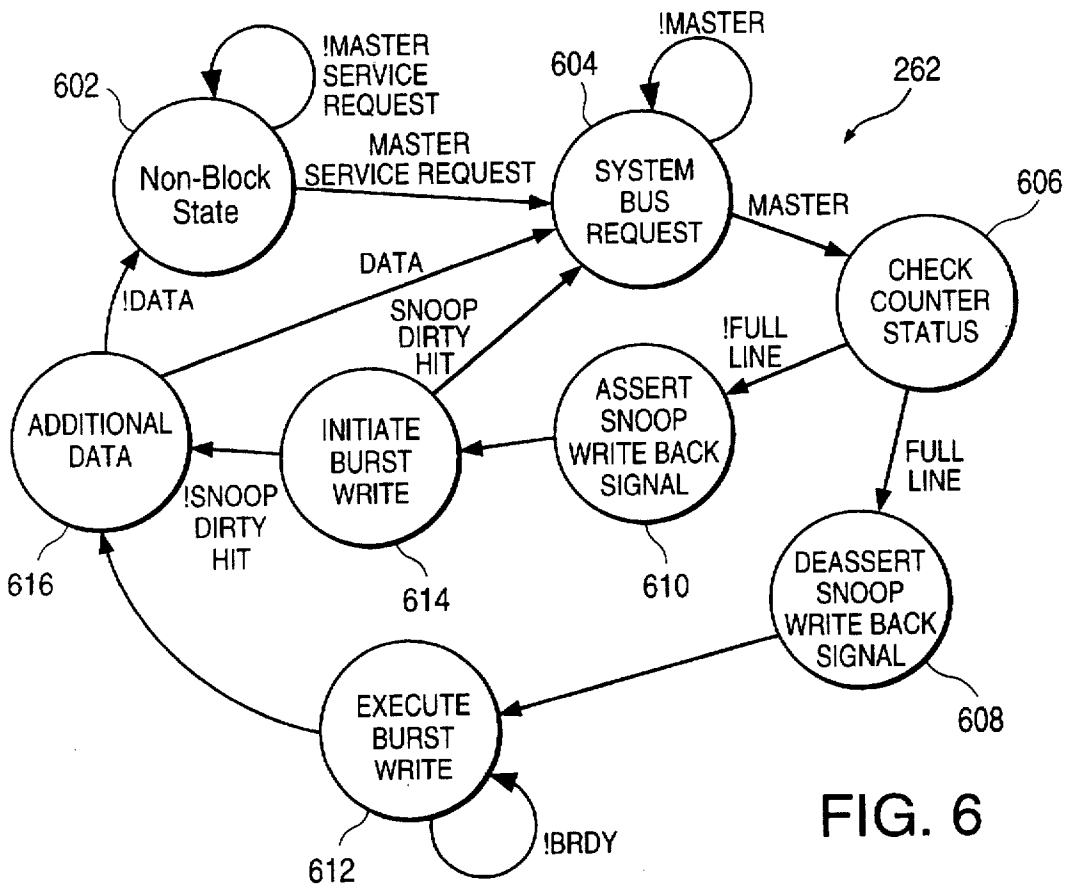 !MASTER
SERVICE
REQUEST
602
Non-Block
State
MASTER
SERVICE REQUEST
!MASTER
604
SYSTEM
BUS
REQUEST
262
MASTER
606
CHECK
COUNTER
STATUS
!DATA
DATA
SNOOP
DIRTY
HIT
!FULL
LINE
FULL
LINE
ADDITIONAL
DATA
616
!SNOOP
DIRTY
HIT
INITIATE
BURST
WRITE
614
ASSERT
SNOOP
WRITE BACK
SIGNAL
610
DEASSERT
SNOOP
WRITE BACK
SIGNAL
608
EXECUTE
BURST
WRITE
612
!BRDY
FIG. 6